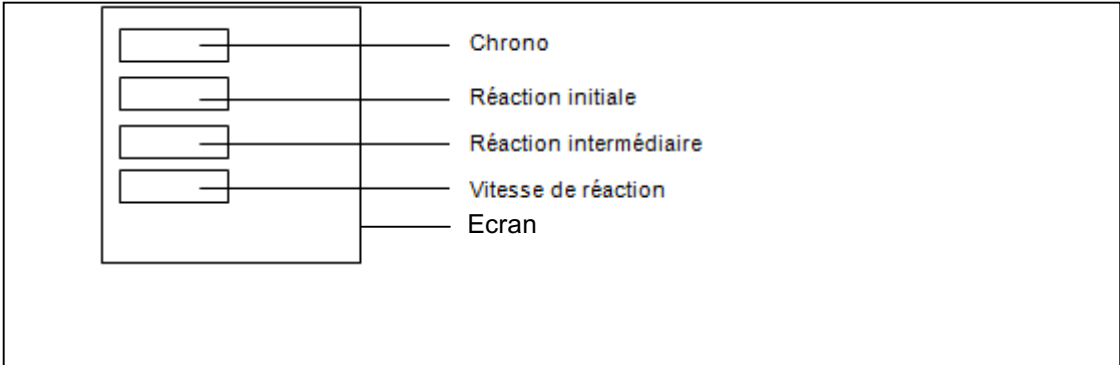 Chrono
Réaction initiale
Réaction intermédiaire
Vitesse de réaction
Ecran